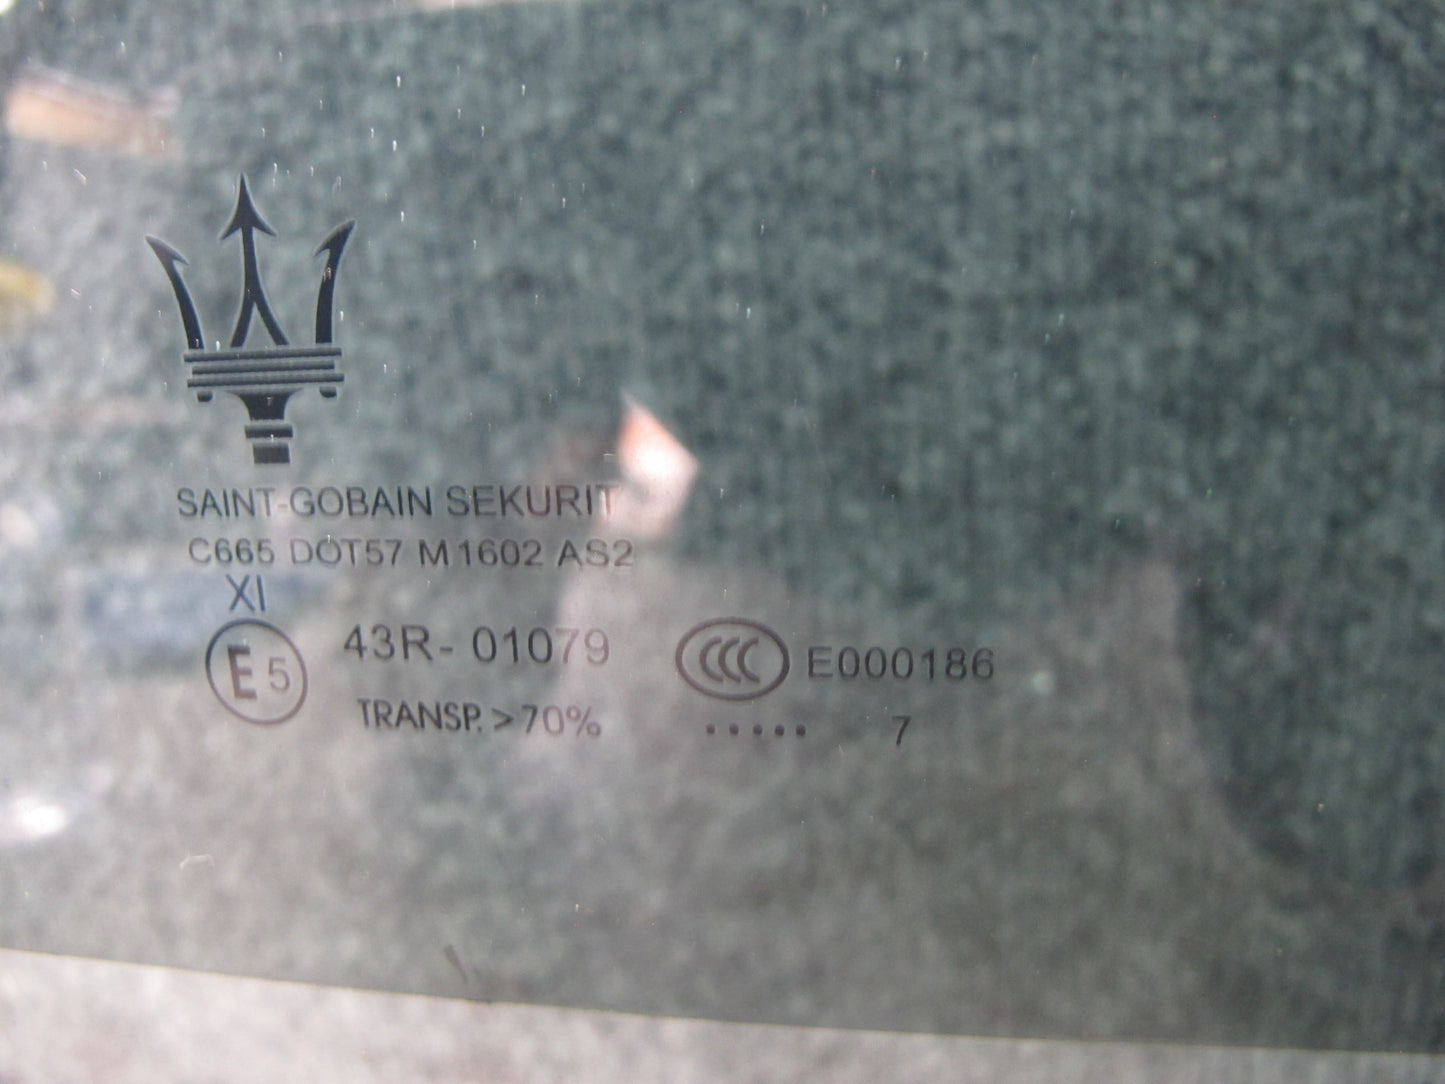 SAINT-GOBAIN SEKURIT
C665 DOT57 M1602 AS2
XI
E5 43R-01079 CCC E000186
TRANSP. >70% ..... 7